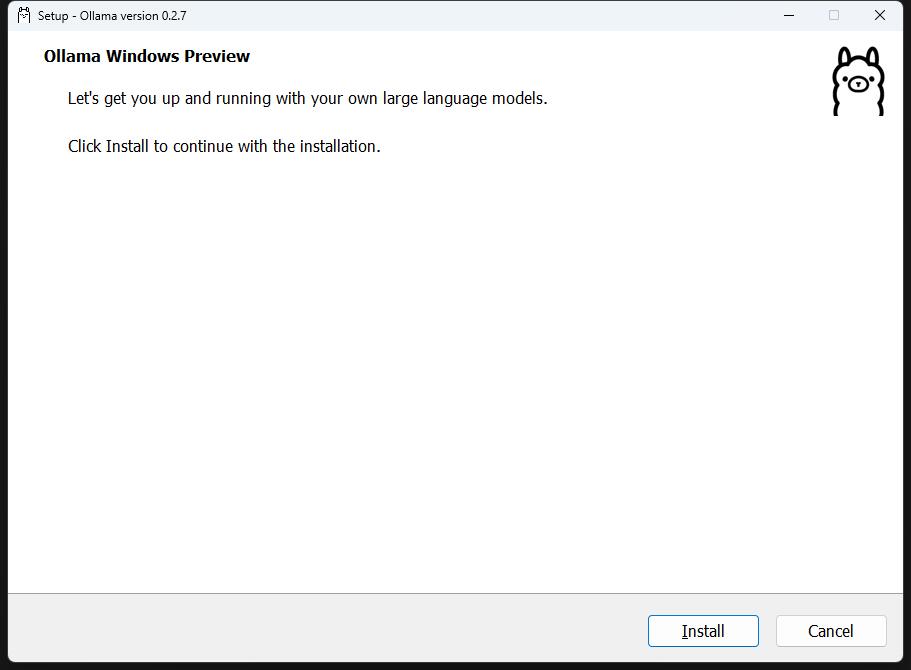 Setup - Ollama version 0.2.7
Ollama Windows Preview
Let's get you up and running with your own large language models.
Click Install to continue with the installation.
Install
Cancel